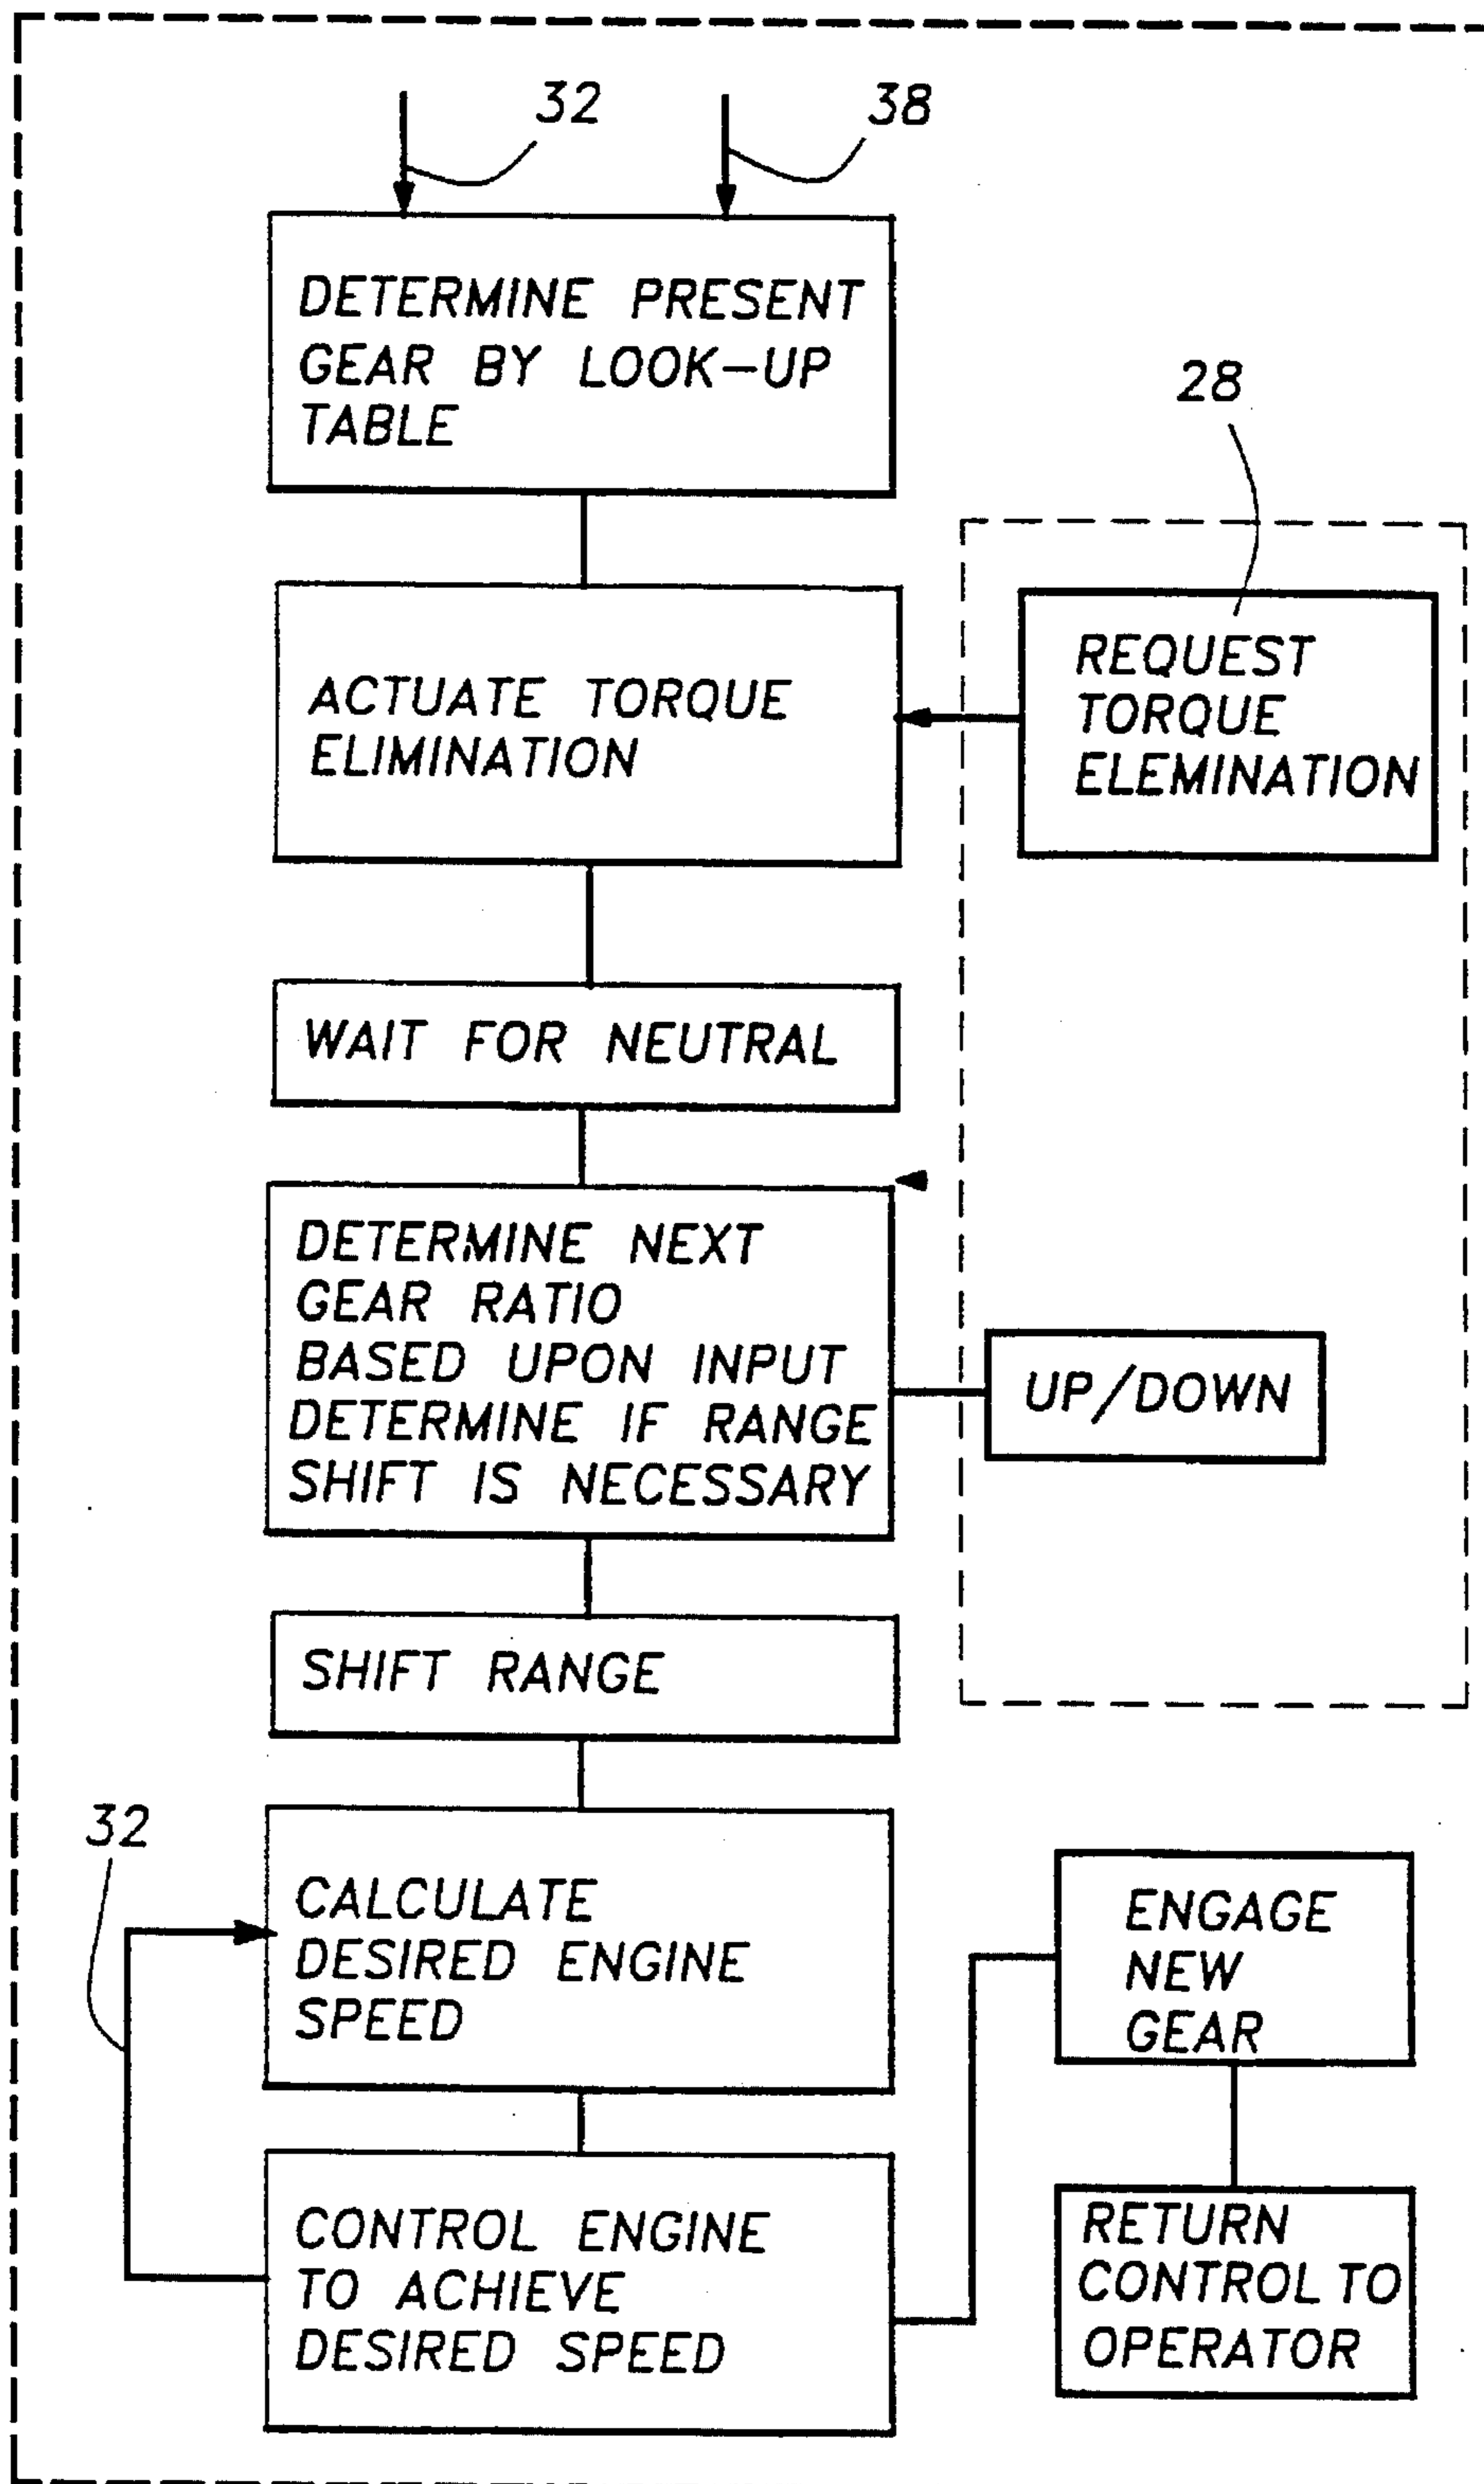 32
38
DETERMINE PRESENT
GEAR BY LOOK-UP
TABLE
28
ACTUATE TORQUE
ELIMINATION
REQUEST
TORQUE
ELEMINATION
WAIT FOR NEUTRAL
DETERMINE NEXT
GEAR RATIO
BASED UPON INPUT
DETERMINE IF RANGE
SHIFT IS NECESSARY
UP/DOWN
SHIFT RANGE
32
CALCULATE
DESIRED ENGINE
SPEED
CONTROL ENGINE
TO ACHIEVE
DESIRED SPEED
ENGAGE
NEW
GEAR
RETURN
CONTROL TO
OPERATOR